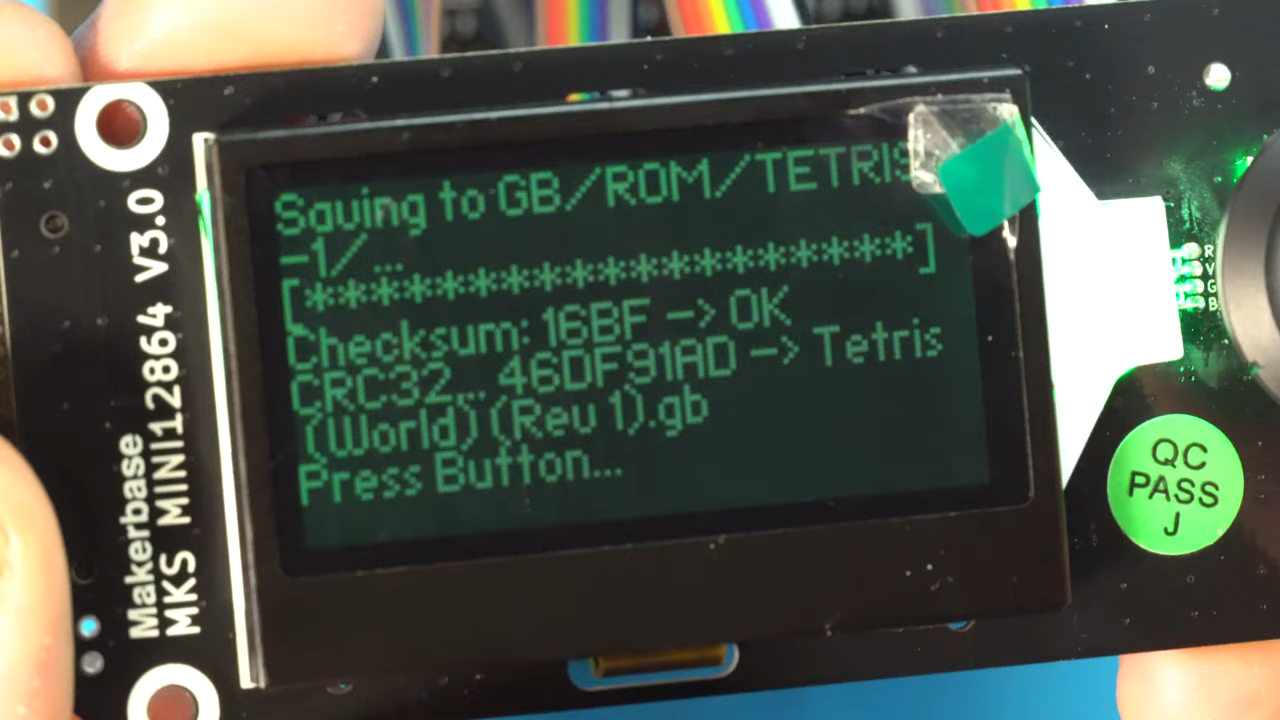 Saving to GB/ROM/TETRIS
-1/...
[*******************]
Checksum: 16BF -> OK
CRC32... 46DF91AD -> Tetris
(World) (Rev 1).gb
Press Button...
Makerbase
MKS MINI12864 V3.0
R
V
G
B
QC
PASS
J